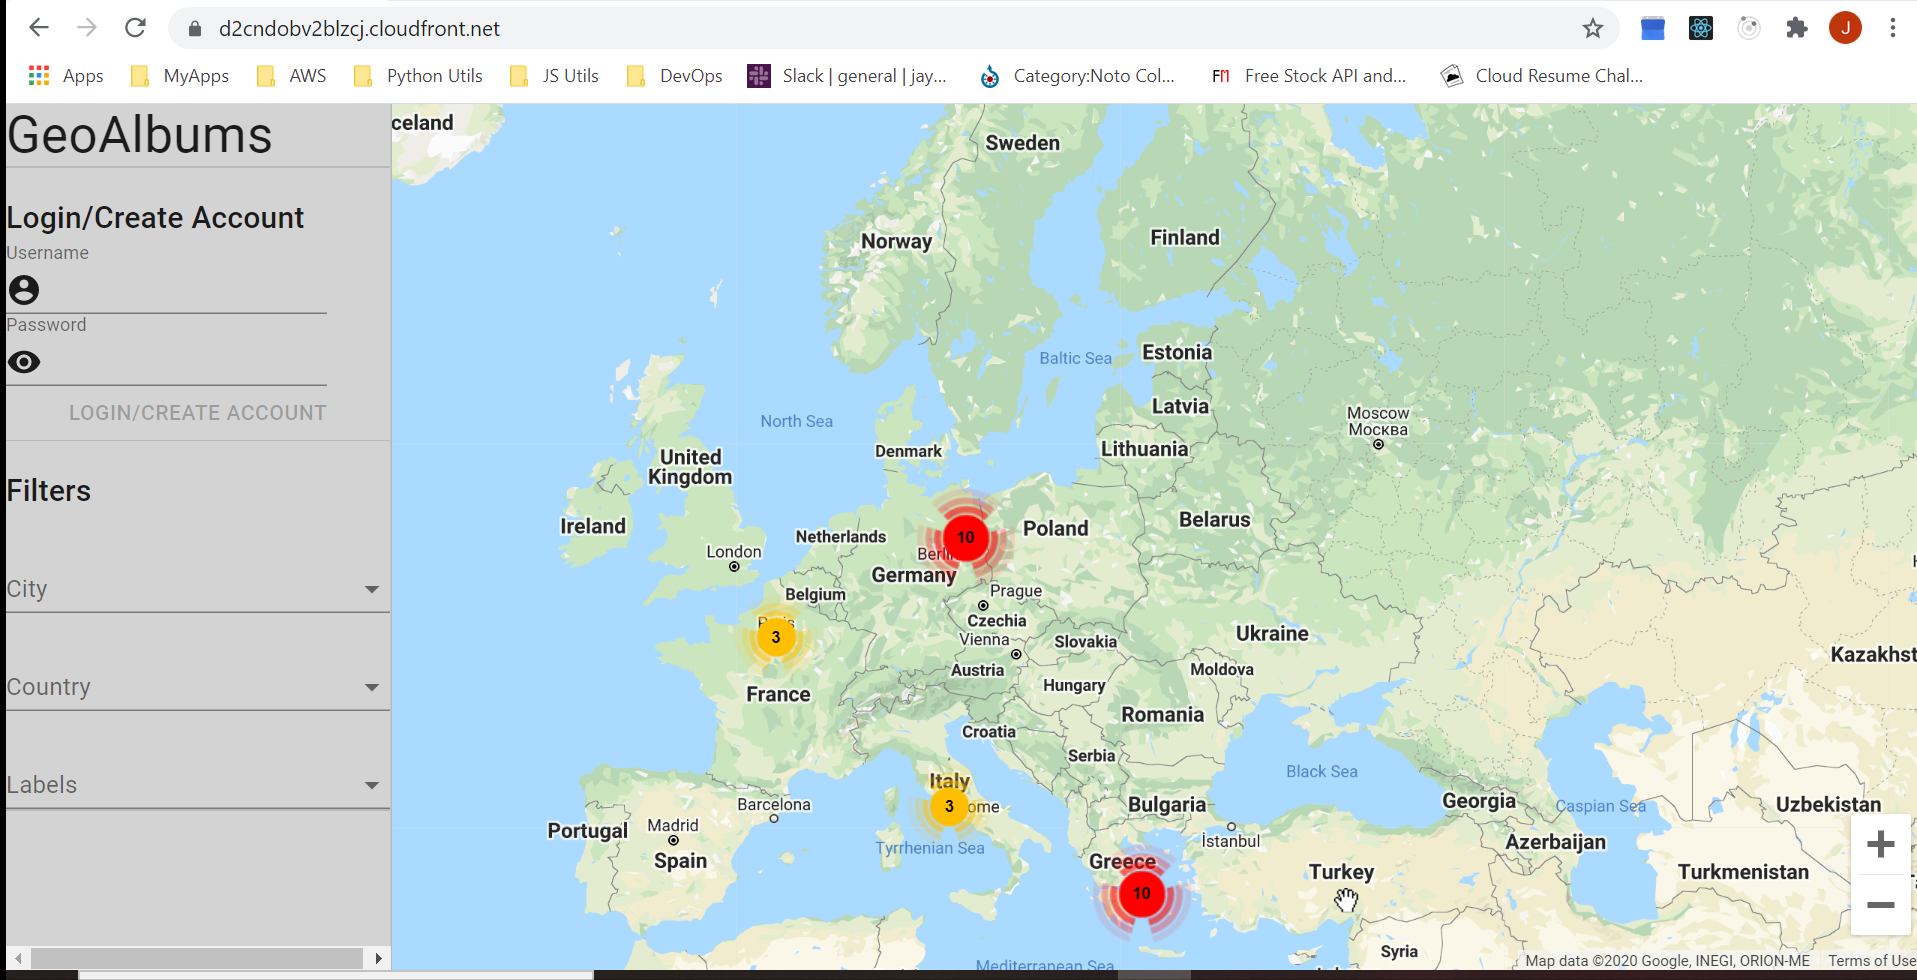 d2cndobv2blzcj.cloudfront.net
J
Apps
MyApps
AWS
Python Utils
JS Utils
DevOps
Slack | general | jay...
Category:Noto Col...
FM
Free Stock API and...
Cloud Resume Chal...
GeoAlbums
Login/Create Account
Username
Password
LOGIN/CREATE ACCOUNT
Filters
City
Country
Labels
celand
Sweden
Norway
Finland
Baltic Sea
Estonia
Latvia
Moscow
Москва
North Sea
Denmark
Lithuania
United
Kingdom
Ireland
Netherlands
10
Poland
Belarus
London
Germany
Belgium
Prague
Czechia
3
Vienna
Slovakia
Ukraine
Austria
Moldova
Kazakhst
France
Hungary
Romania
Croatia
Serbia
Black Sea
Italy
3
ome
Barcelona
Bulgaria
Georgia
Caspian Sea
Uzbekistan
Portugal
Madrid
Spain
Tyrrhenian Sea
İstanbul
Azerbaijan
Greece
10
Turkey
Turkmenistan
Syria
Mediterranean Sea
Map data ©2020 Google, INEGI, ORION-ME
Terms of Use